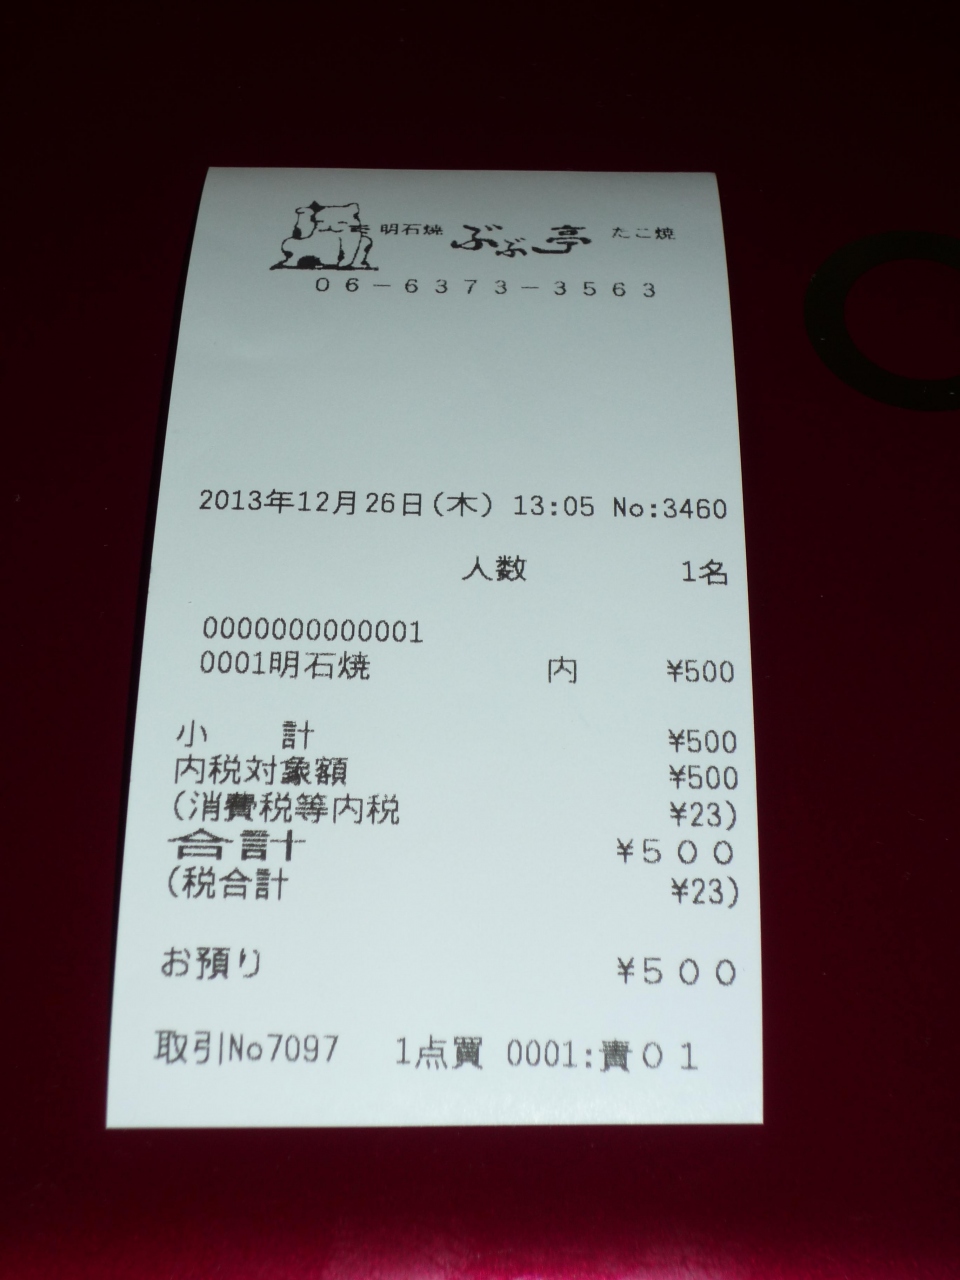 明石焼 ぶぶ亭 たこ焼
06-6373-3563
2013年12月26日(木) 13:05 No:3460
人数 1名
0000000000001
0001明石焼 内 ¥500
小 計 ¥500
内税対象額 ¥500
(消費税等内税 ¥23)
合計 ¥500
(税合計 ¥23)
お預り ¥500
取引No7097 1点買 0001:責01